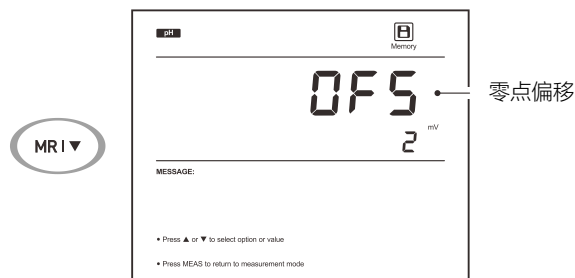 pH
Memory
OFS
零点偏移
mV
2
MR I ▼
MESSAGE:
• Press ▲ or ▼ to select option or value
• Press MEAS to return to measurement mode